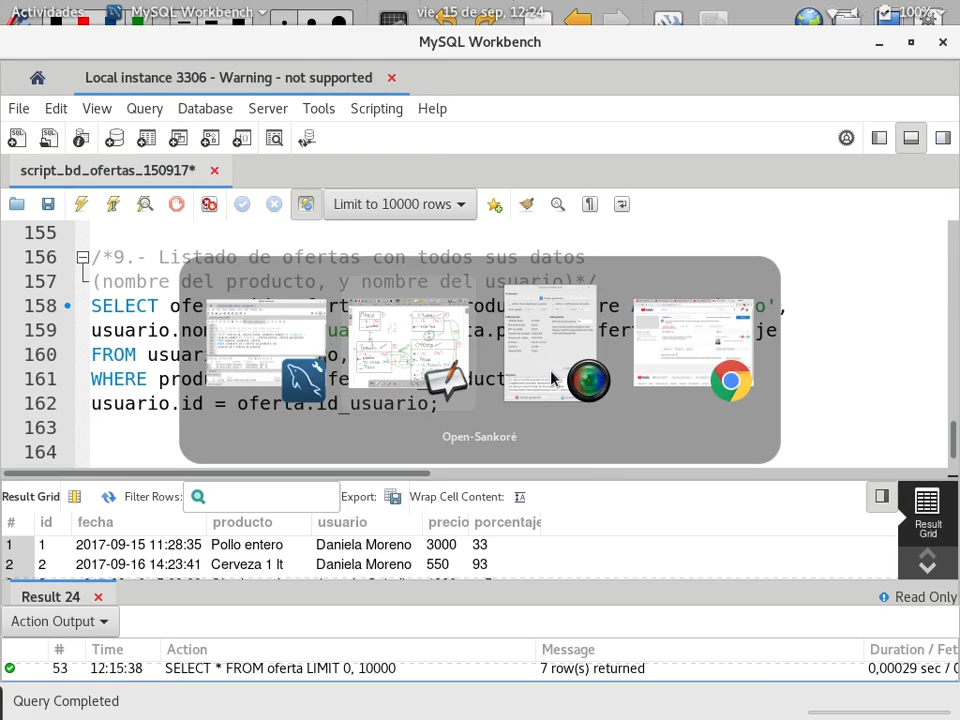 Actividades MySQL Workbench vie, 15 de sep, 12:24 100%
MySQL Workbench
Local instance 3306 - Warning - not supported
File Edit View Query Database Server Tools Scripting Help
script_bd_ofertas_150917*
Limit to 10000 rows
155
156 /*9.- Listado de ofertas con todos sus datos
157 (nombre del producto, y nombre del usuario)*/
158 SELECT
159
160 FROM
161 WHERE
162 usuario.id = oferta.id_usuario;
163
164
Open-Sankoré
Result Grid Filter Rows: Export: Wrap Cell Content:
# id fecha producto usuario precio porcentaje
1 1 2017-09-15 11:28:35 Pollo entero Daniela Moreno 3000 33
2 2 2017-09-16 14:23:41 Cerveza 1 lt Daniela Moreno 550 93
Result Grid
Result 24 Read Only
Action Output
# Time Action Message Duration / Fet
53 12:15:38 SELECT * FROM oferta LIMIT 0, 10000 7 row(s) returned 0,00029 sec / 0
Query Completed